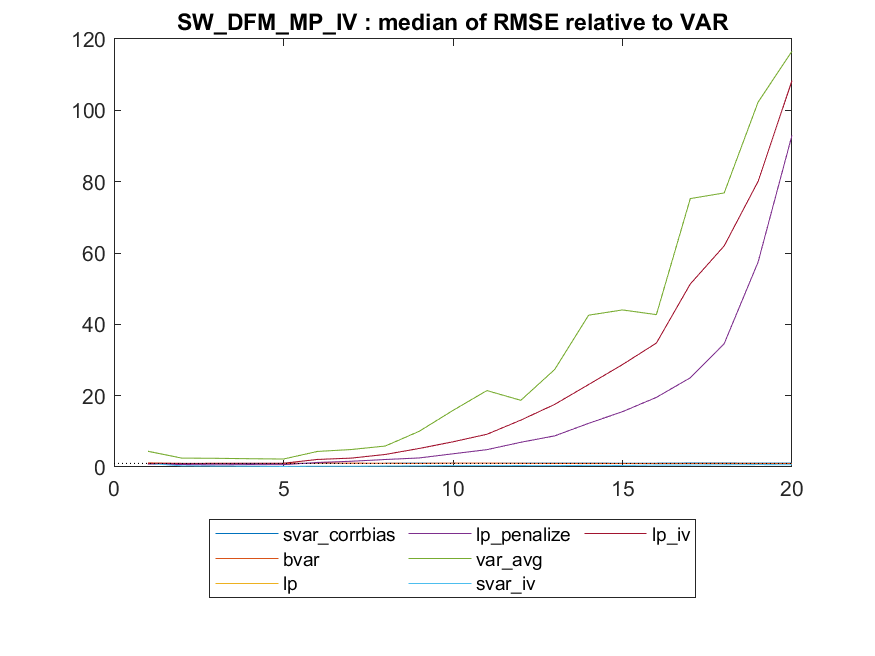 SW_DFM_MP_IV : median of RMSE relative to VAR
120
100
80
60
40
20
0
0 5 10 15 20
svar_corrbias lp_penalize lp_iv
bvar var_avg
lp svar_iv